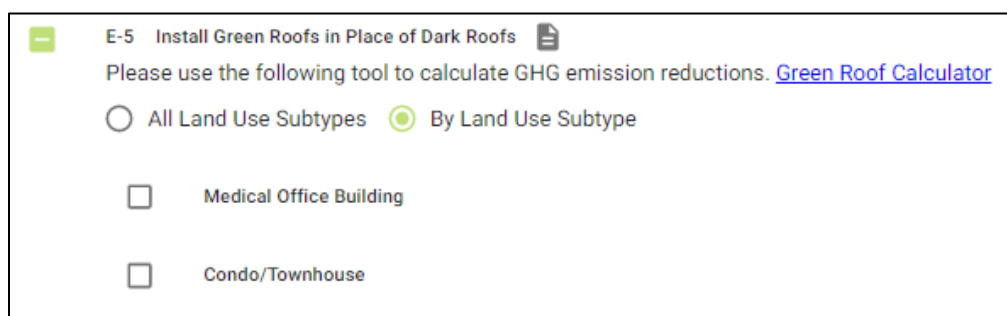 E-5 Install Green Roofs in Place of Dark Roofs
Please use the following tool to calculate GHG emission reductions. Green Roof Calculator
All Land Use Subtypes By Land Use Subtype
Medical Office Building
Condo/Townhouse